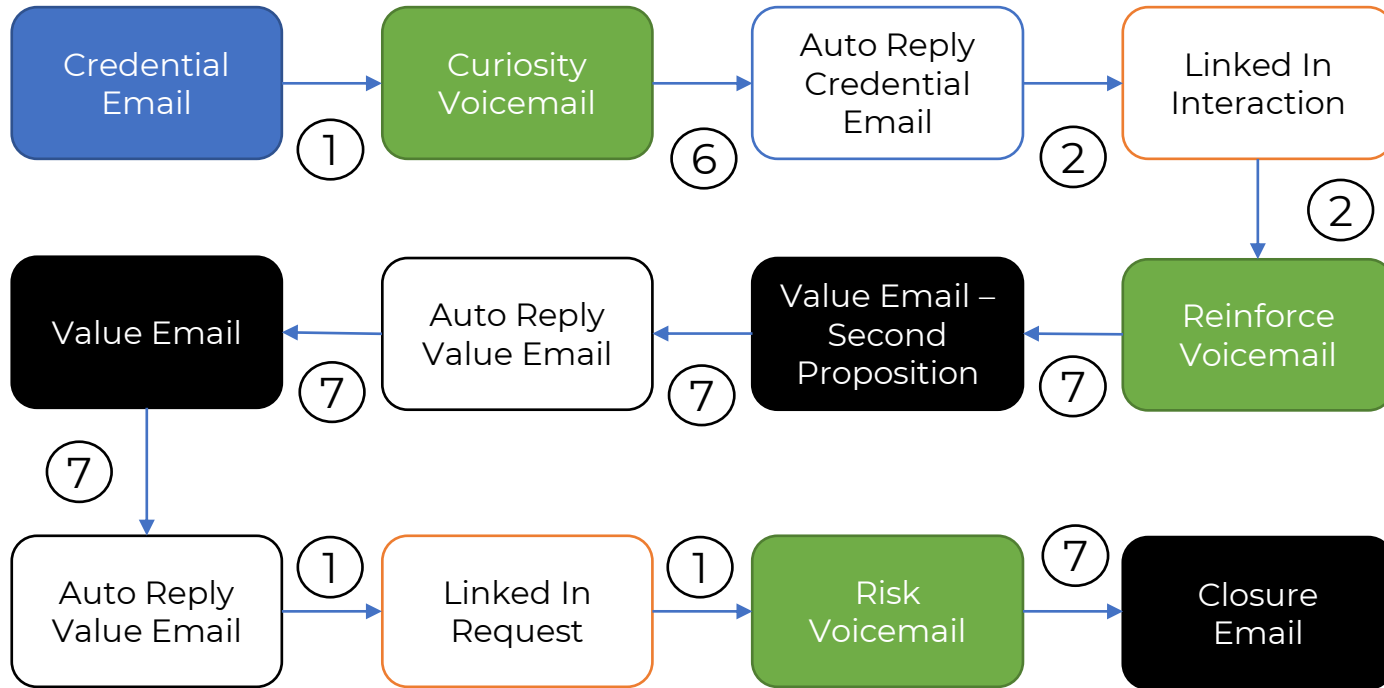 Credential
Email
1
Curiosity
Voicemail
6
Auto Reply
Credential
Email
2
Linked In
Interaction
2
Reinforce
Voicemail
7
Value Email –
Second
Proposition
7
Auto Reply
Value Email
7
Value Email
7
Auto Reply
Value Email
1
Linked In
Request
1
Risk
Voicemail
7
Closure
Email